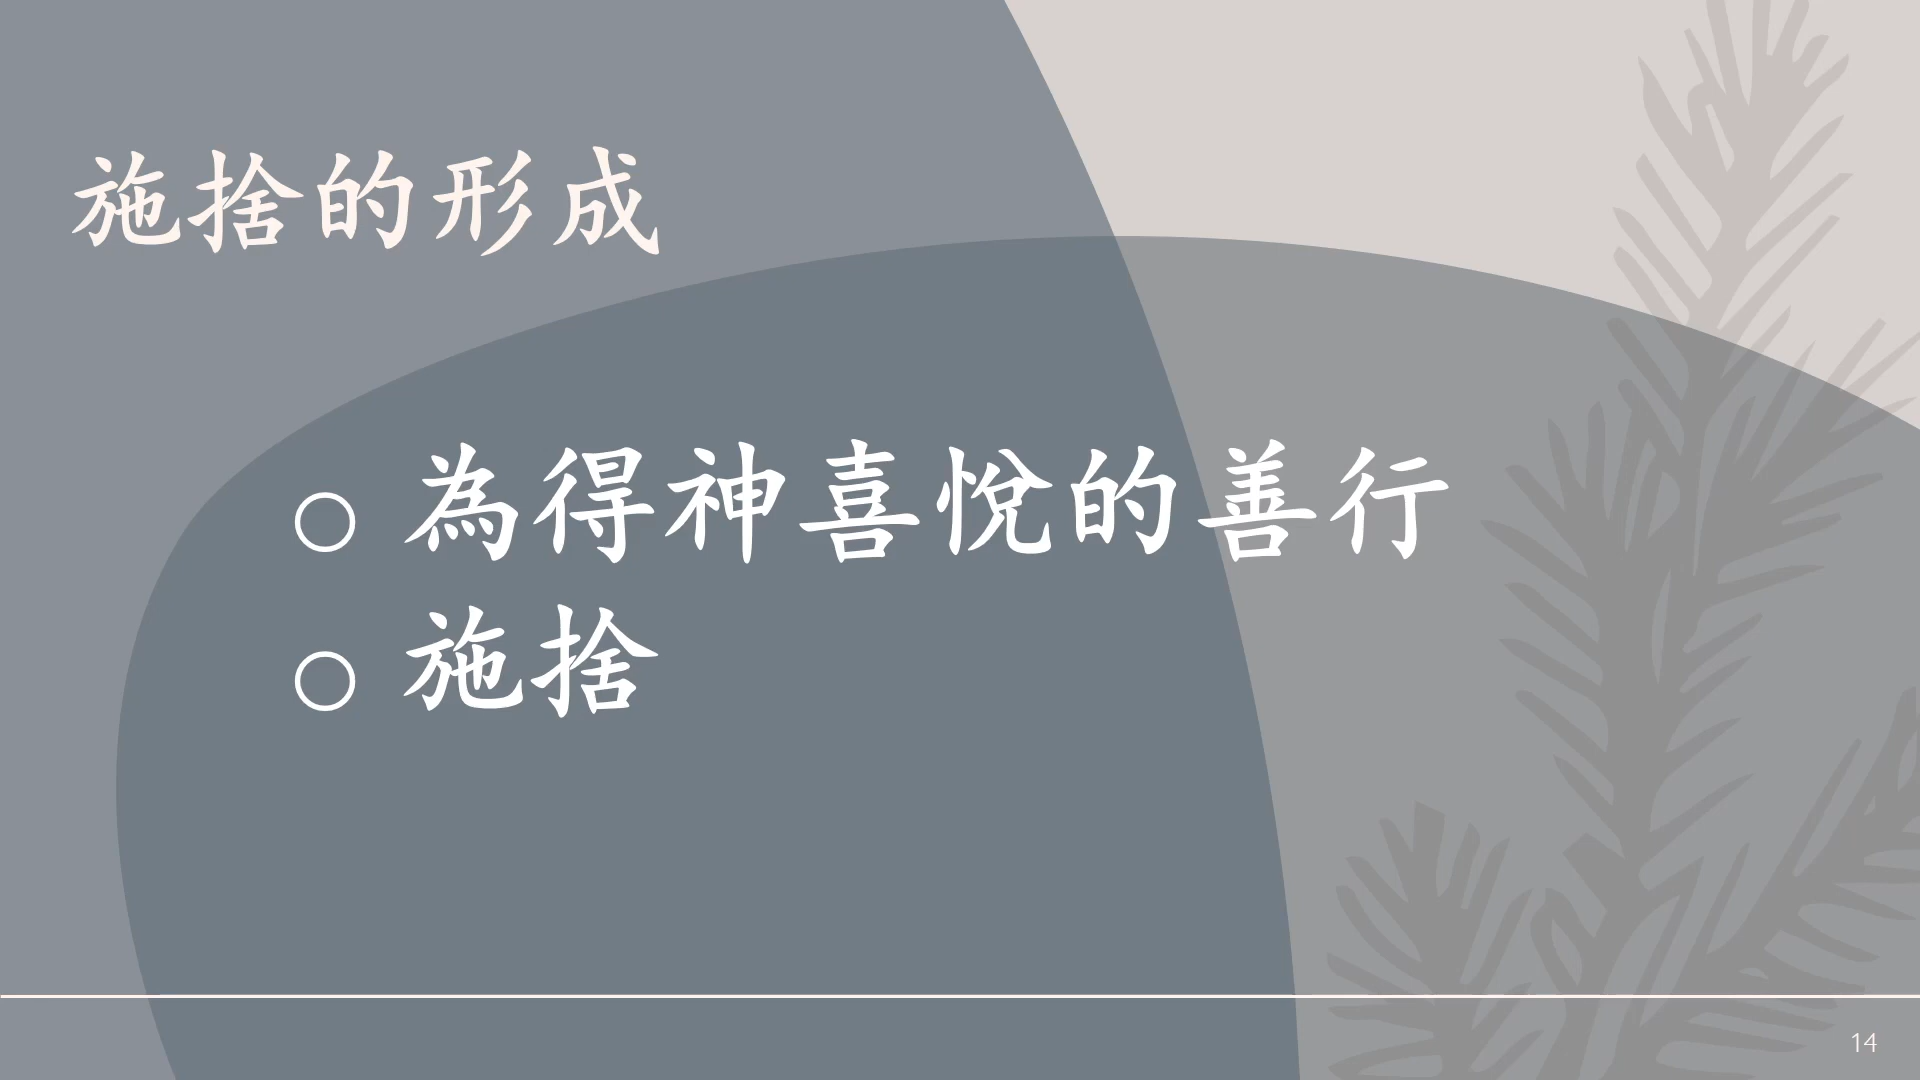 施捨的形成
○ 為得神喜悅的善行
○ 施捨
14